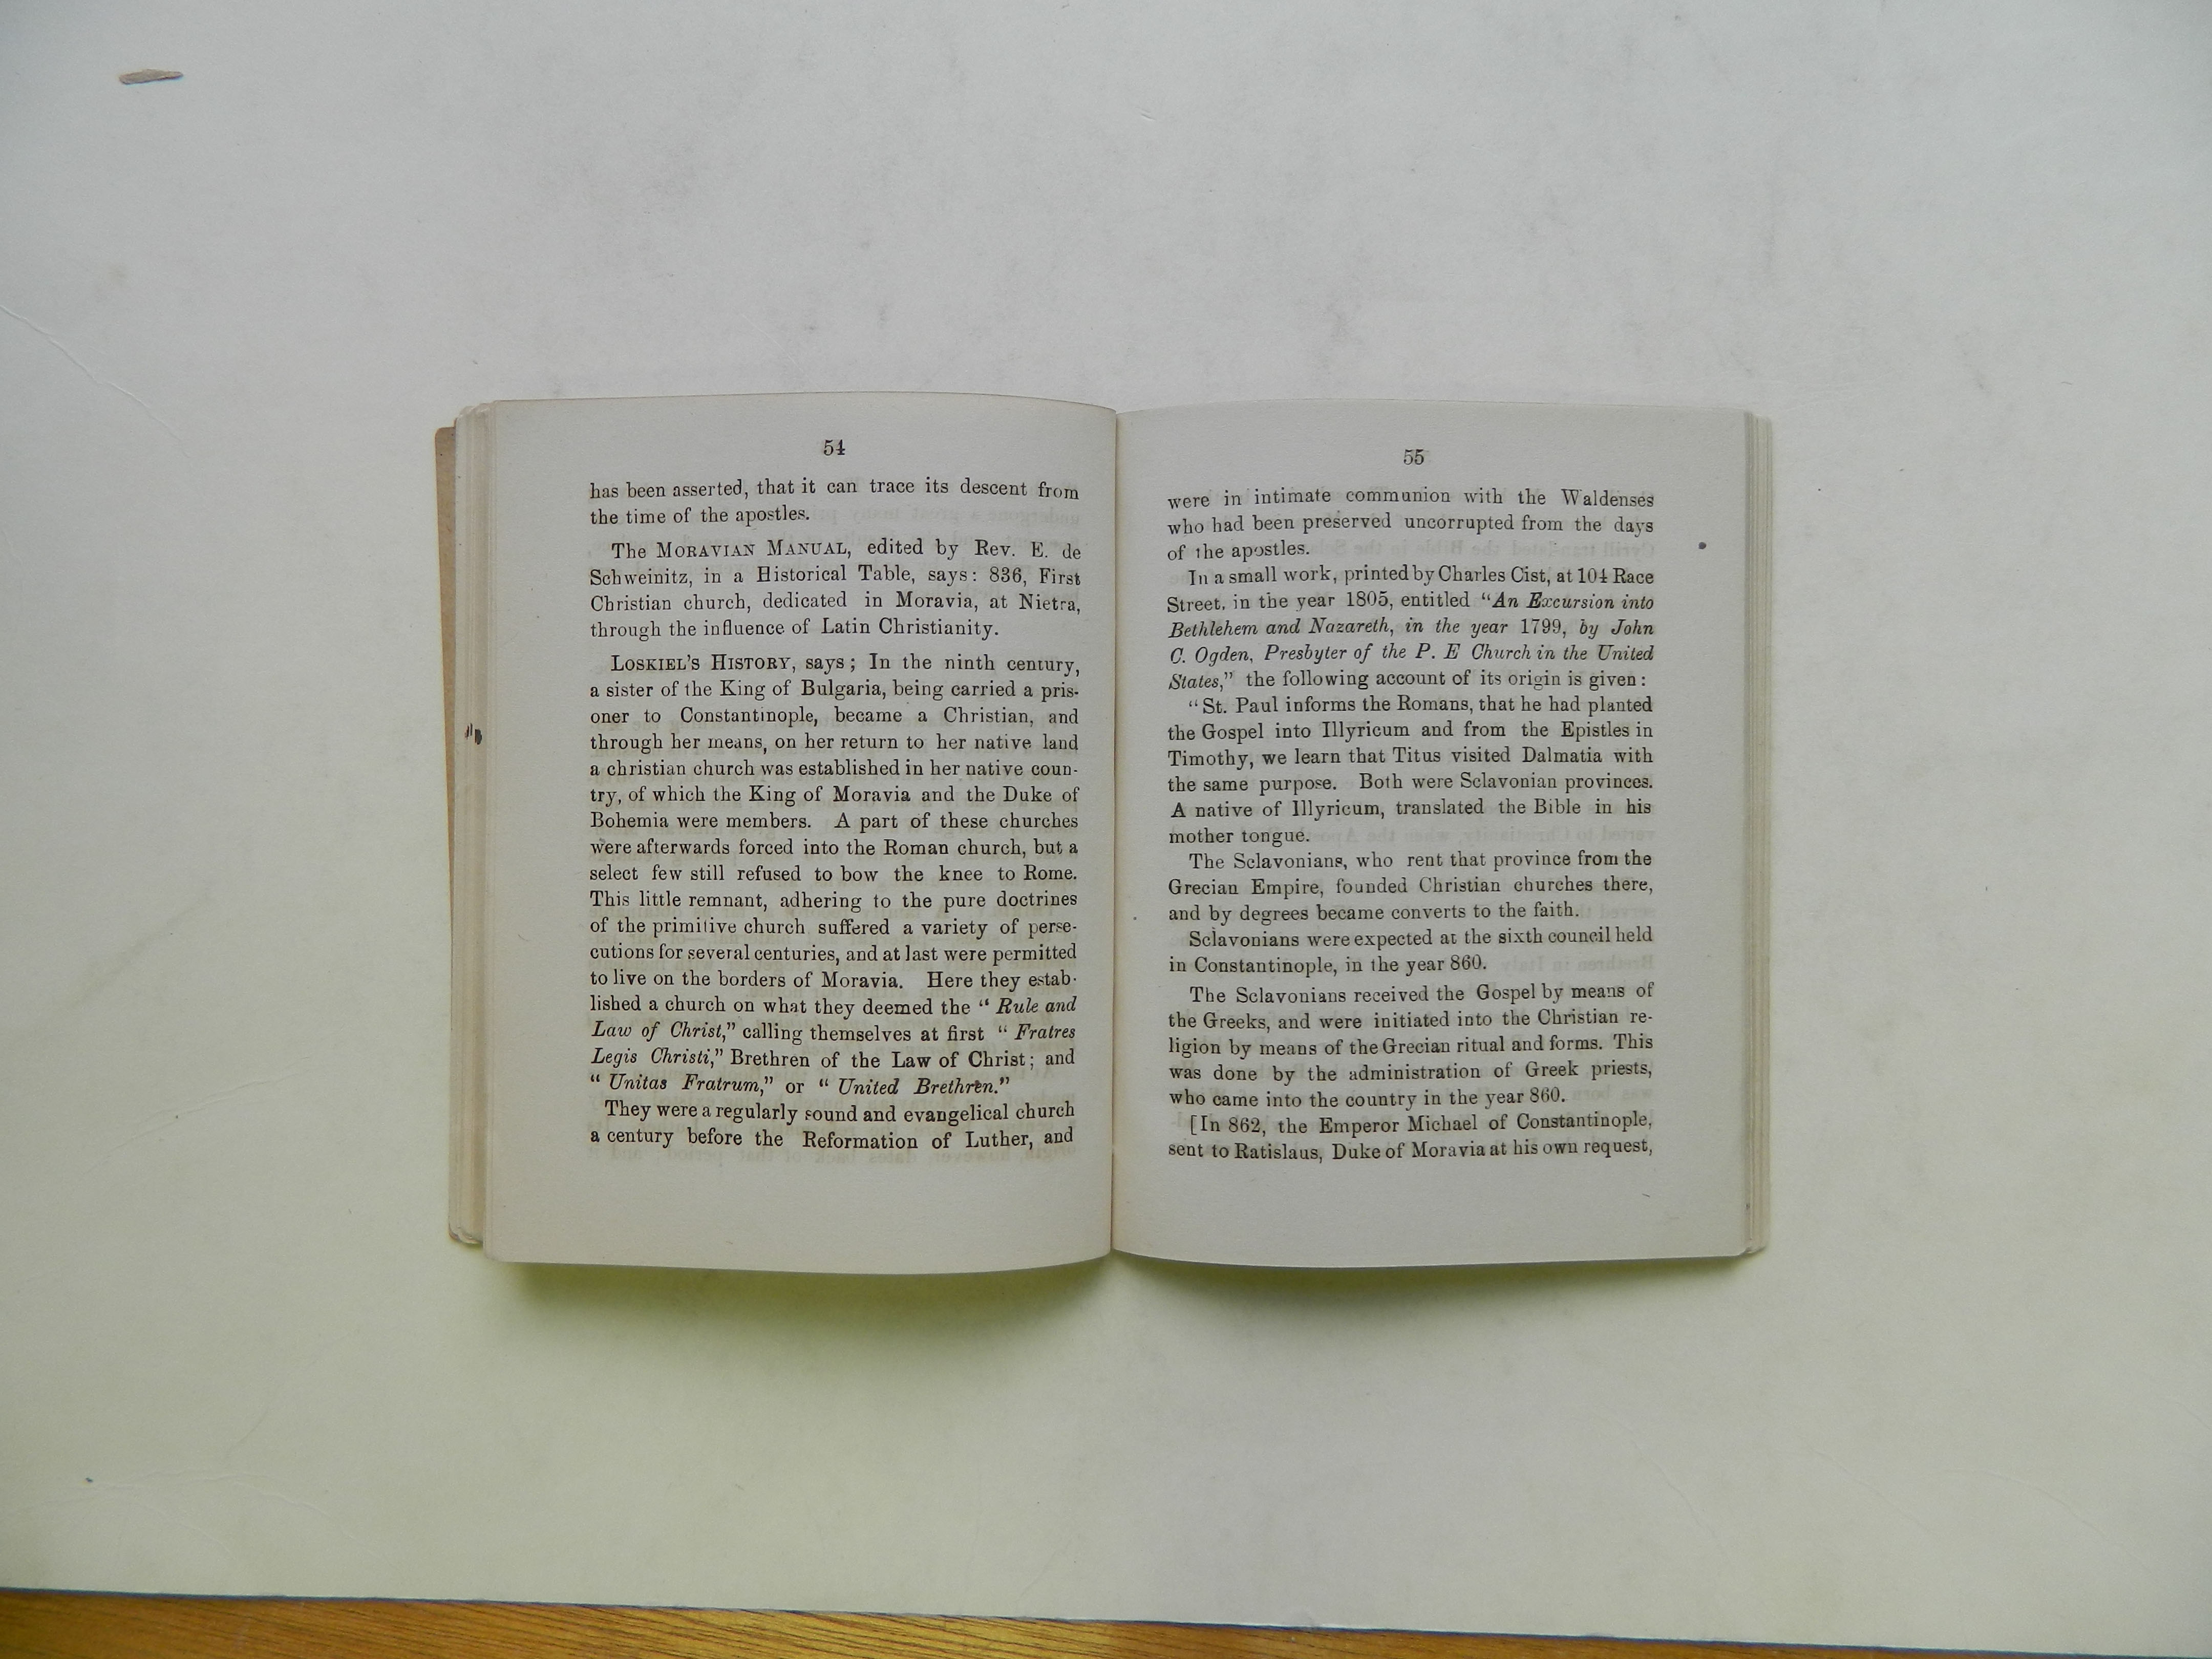 54
has been asserted, that it can trace its descent from
the time of the apostles.
The MORAVIAN MANUAL, edited by Rev. E. de
Schweinitz, in a Historical Table, says: 836, First
Christian church, dedicated in Moravia, at Nietra,
through the influence of Latin Christianity.
LOSKIEL'S HISTORY, says; In the ninth century,
a sister of the King of Bulgaria, being carried a pris-
oner to Constantinople, became a Christian, and
through her means, on her return to her native land
a christian church was established in her native coun-
try, of which the King of Moravia and the Duke of
Bohemia were members. A part of these churches
were afterwards forced into the Roman church, but a
select few still refused to bow the knee to Rome.
This little remnant, adhering to the pure doctrines
of the primitive church suffered a variety of perse-
cutions for several centuries, and at last were permitted
to live on the borders of Moravia. Here they estab-
lished a church on what they deemed the "Rule and
Law of Christ," calling themselves at first "Fratres
Legis Christi," Brethren of the Law of Christ; and
"Unitas Fratrum," or "United Brethren."
They were a regularly sound and evangelical church
a century before the Reformation of Luther, and
55
were in intimate communion with the Waldenses
who had been preserved uncorrupted from the days
of the apostles.
In a small work, printed by Charles Cist, at 104 Race
Street, in the year 1805, entitled "An Excursion into
Bethlehem and Nazareth, in the year 1799, by John
C. Ogden, Presbyter of the P. E Church in the United
States," the following account of its origin is given:
"St. Paul informs the Romans, that he had planted
the Gospel into Illyricum and from the Epistles in
Timothy, we learn that Titus visited Dalmatia with
the same purpose. Both were Sclavonian provinces.
A native of Illyricum, translated the Bible in his
mother tongue.
The Sclavonians, who rent that province from the
Grecian Empire, founded Christian churches there,
and by degrees became converts to the faith.
Sclavonians were expected at the sixth council held
in Constantinople, in the year 860.
The Sclavonians received the Gospel by means of
the Greeks, and were initiated into the Christian re-
ligion by means of the Grecian ritual and forms. This
was done by the administration of Greek priests,
who came into the country in the year 860.
[In 862, the Emperor Michael of Constantinople,
sent to Ratislaus, Duke of Moravia at his own request,